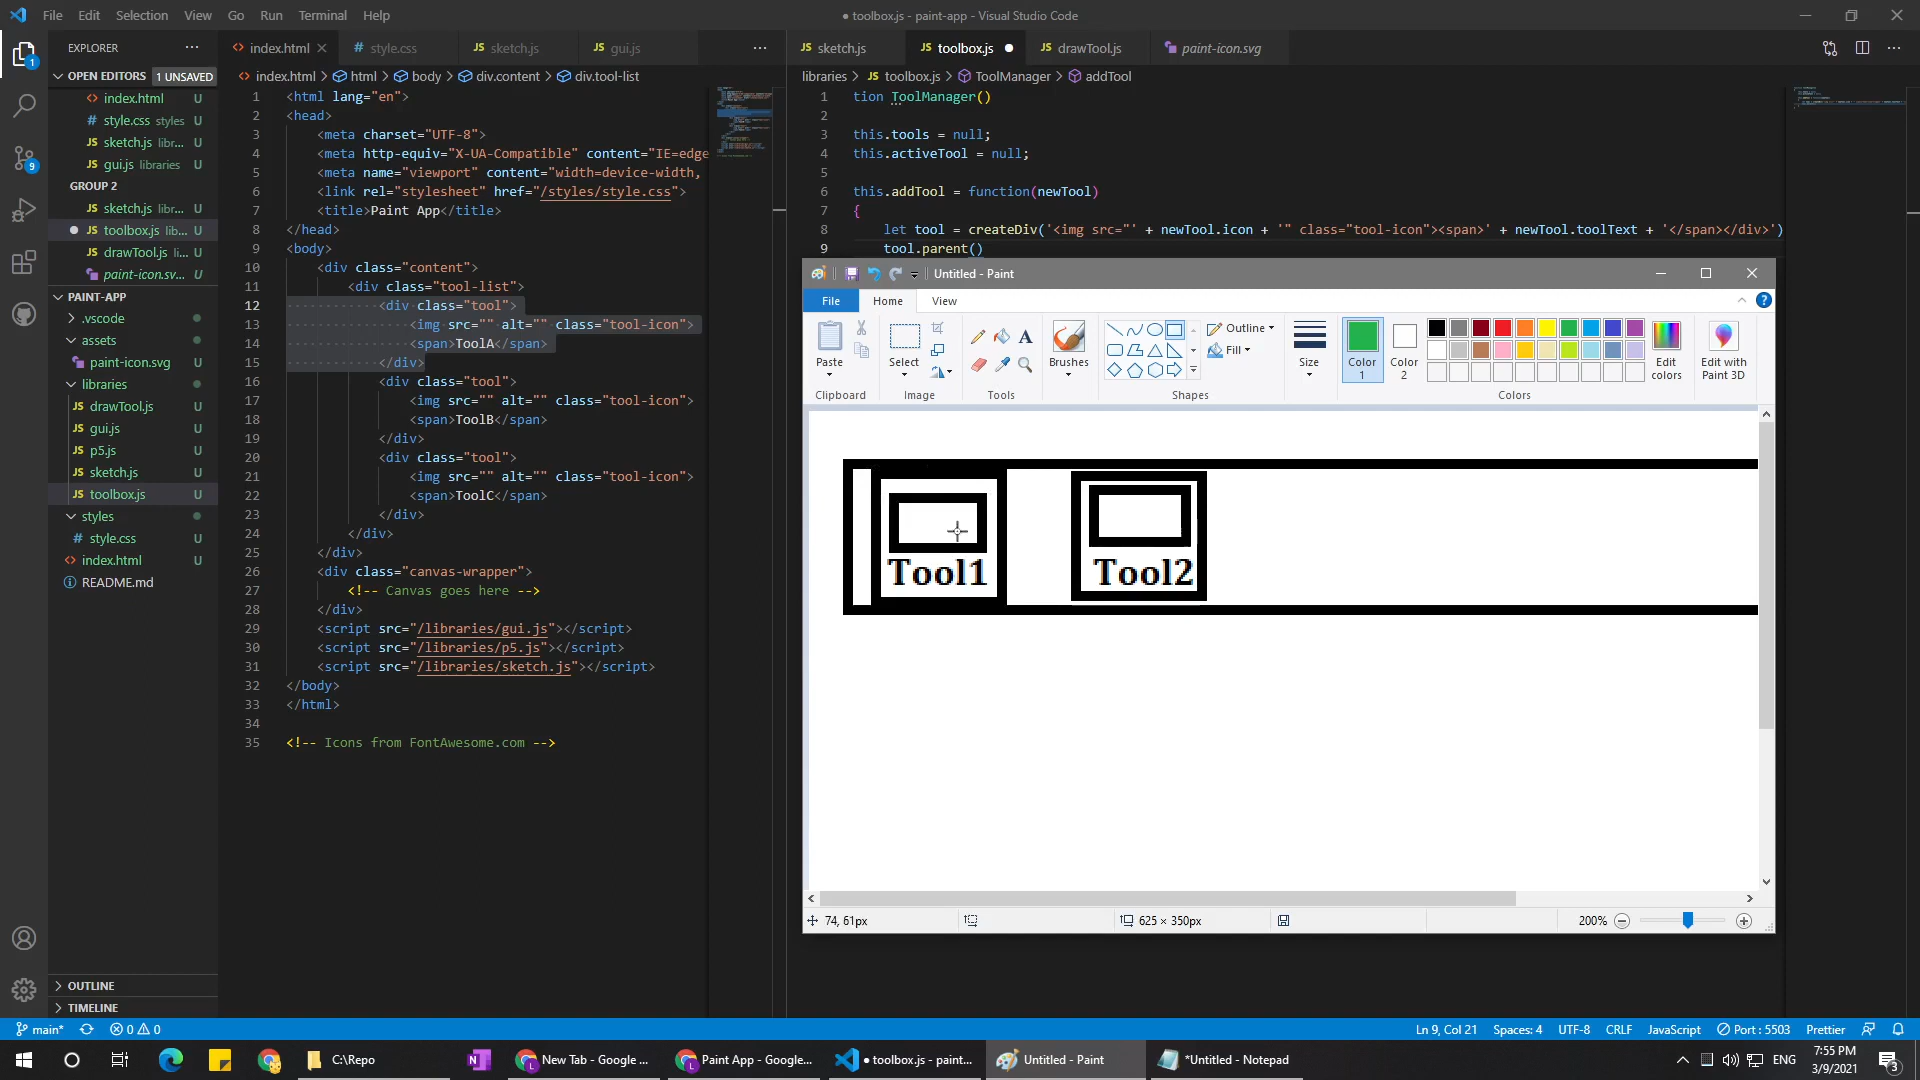 File Edit Selection View Go Run Terminal Help
● toolbox.js - paint-app - Visual Studio Code
EXPLORER
OPEN EDITORS 1 UNSAVED
index.html U
style.css styles U
sketch.js libr... U
gui.js libraries U
GROUP 2
sketch.js libr... U
toolbox.js lib... U
drawTool.js li... U
paint-icon.sv... U
PAINT-APP
.vscode
assets
paint-icon.svg U
libraries
drawTool.js U
gui.js U
p5.js U
sketch.js U
toolbox.js U
styles
style.css U
index.html U
README.md
OUTLINE
TIMELINE
index.html style.css sketch.js gui.js
index.html > html > body > div.content > div.tool-list
1 <html lang="en">
2 <head>
3 <meta charset="UTF-8">
4 <meta http-equiv="X-UA-Compatible" content="IE=edge
5 <meta name="viewport" content="width=device-width,
6 <link rel="stylesheet" href="/styles/style.css">
7 <title>Paint App</title>
8 </head>
9 <body>
10 <div class="content">
11 <div class="tool-list">
12 <div class="tool">
13 <img src="" alt="" class="tool-icon">
14 <span>ToolA</span>
15 </div>
16 <div class="tool">
17 <img src="" alt="" class="tool-icon">
18 <span>ToolB</span>
19 </div>
20 <div class="tool">
21 <img src="" alt="" class="tool-icon">
22 <span>ToolC</span>
23 </div>
24 </div>
25 </div>
26 <div class="canvas-wrapper">
27 <!-- Canvas goes here -->
28 </div>
29 <script src="/libraries/gui.js"></script>
30 <script src="/libraries/p5.js"></script>
31 <script src="/libraries/sketch.js"></script>
32 </body>
33 </html>
34
35 <!-- Icons from FontAwesome.com -->
sketch.js toolbox.js drawTool.js paint-icon.svg
libraries > toolbox.js > ToolManager > addTool
1 tion ToolManager()
2
3 this.tools = null;
4 this.activeTool = null;
5
6 this.addTool = function(newTool)
7 {
8 let tool = createDiv('<img src="' + newTool.icon + '" class="tool-icon"><span>' + newTool.toolText + '</span></div>')
9 tool.parent()
Untitled - Paint
File Home View
Paste Select Brushes Outline Fill Size Color 1 Color 2 Edit colors Edit with Paint 3D
Clipboard Image Tools Shapes Colors
Tool1 Tool2
74, 61px 625 × 350px 200%
main* 0 0 Ln 9, Col 21 Spaces: 4 UTF-8 CRLF JavaScript Port : 5503 Prettier
C:\Repo New Tab - Google ... Paint App - Google... ● toolbox.js - paint... Untitled - Paint *Untitled - Notepad ENG 7:55 PM
3/9/2021 3